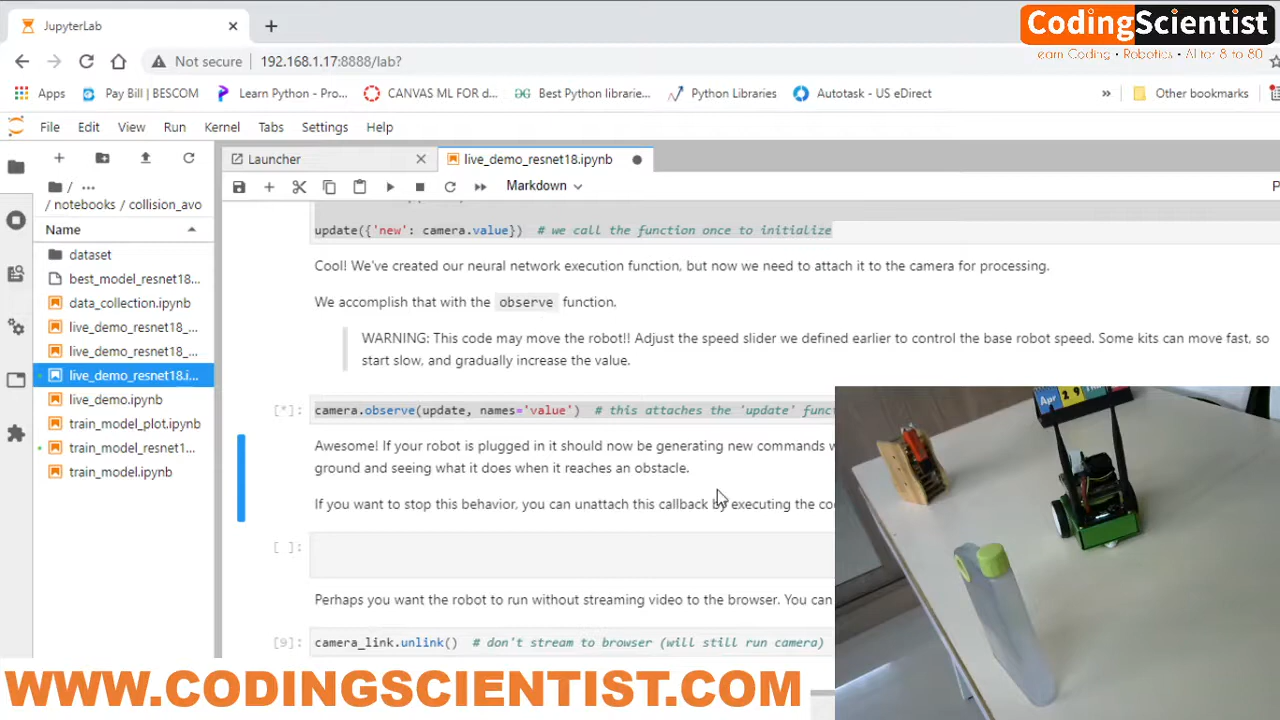 JupyterLab
CodingScientist
earn Coding • Robotics • AI for 8 to 80
Not secure 192.168.1.17:8888/lab?
Apps Pay Bill | BESCOM Learn Python - Pro... CANVAS ML FOR d... Best Python librarie... Python Libraries Autotask - US eDirect » Other bookmarks
File Edit View Run Kernel Tabs Settings Help
Launcher live_demo_resnet18.ipynb
Markdown
P
/ ...
/ notebooks / collision_avo
Name
dataset
best_model_resnet18...
data_collection.ipynb
live_demo_resnet18_...
live_demo_resnet18_...
live_demo_resnet18.i...
live_demo.ipynb
train_model_plot.ipynb
train_model_resnet1...
train_model.ipynb
update({'new': camera.value}) # we call the function once to initialize
Cool! We've created our neural network execution function, but now we need to attach it to the camera for processing.
We accomplish that with the observe function.
WARNING: This code may move the robot!! Adjust the speed slider we defined earlier to control the base robot speed. Some kits can move fast, so
start slow, and gradually increase the value.
[*]: camera.observe(update, names='value') # this attaches the 'update' func
Awesome! If your robot is plugged in it should now be generating new commands w
ground and seeing what it does when it reaches an obstacle.
If you want to stop this behavior, you can unattach this callback by executing the co
[ ]:
Perhaps you want the robot to run without streaming video to the browser. You can
[9]: camera_link.unlink() # don't stream to browser (will still run camera)
Apr 29
WWW.CODINGSCIENTIST.COM